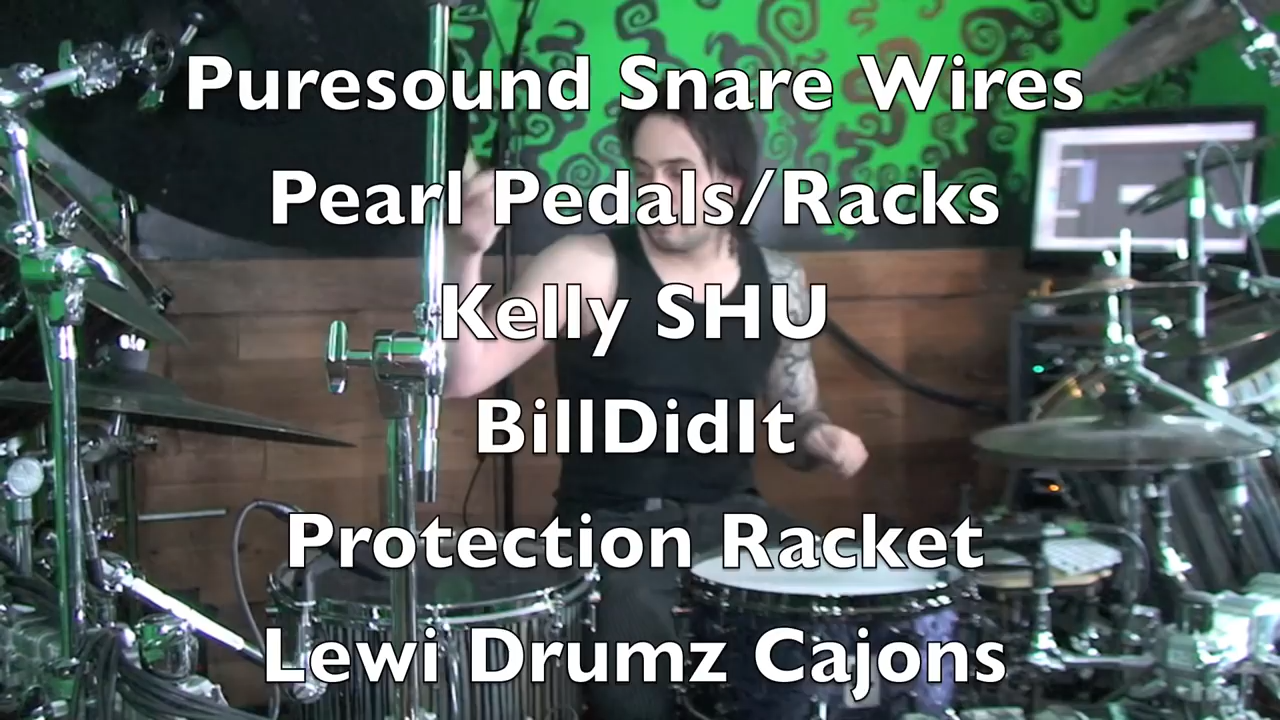 Puresound Snare Wires
Pearl Pedals/Racks
Kelly SHU
BillDidIt
Protection Racket
Lewi Drumz Cajons